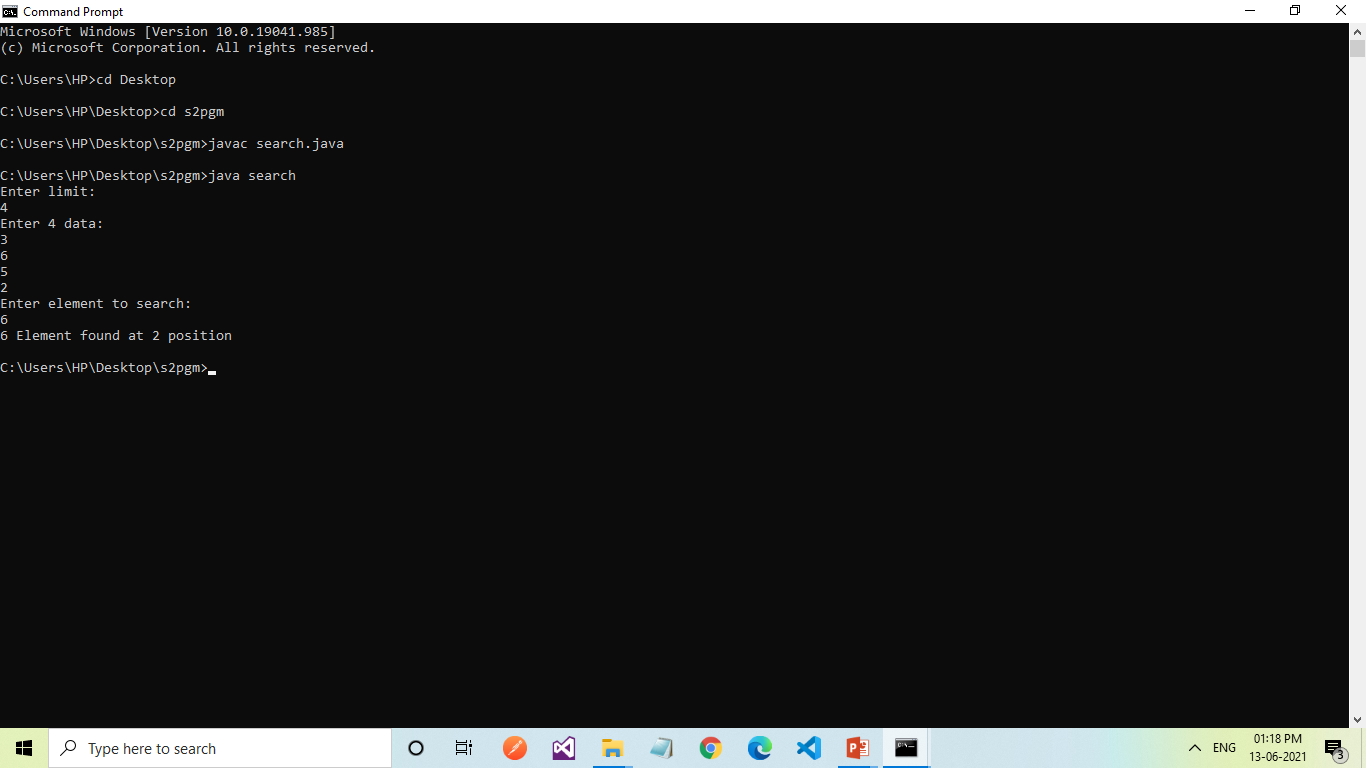 Command Prompt
Microsoft Windows [Version 10.0.19041.985]
(c) Microsoft Corporation. All rights reserved.
C:\Users\HP>cd Desktop
C:\Users\HP\Desktop>cd s2pgm
C:\Users\HP\Desktop\s2pgm>javac search.java
C:\Users\HP\Desktop\s2pgm>java search
Enter limit:
4
Enter 4 data:
3
6
5
2
Enter element to search:
6
6 Element found at 2 position
C:\Users\HP\Desktop\s2pgm>
Type here to search
ENG
01:18 PM
13-06-2021
3